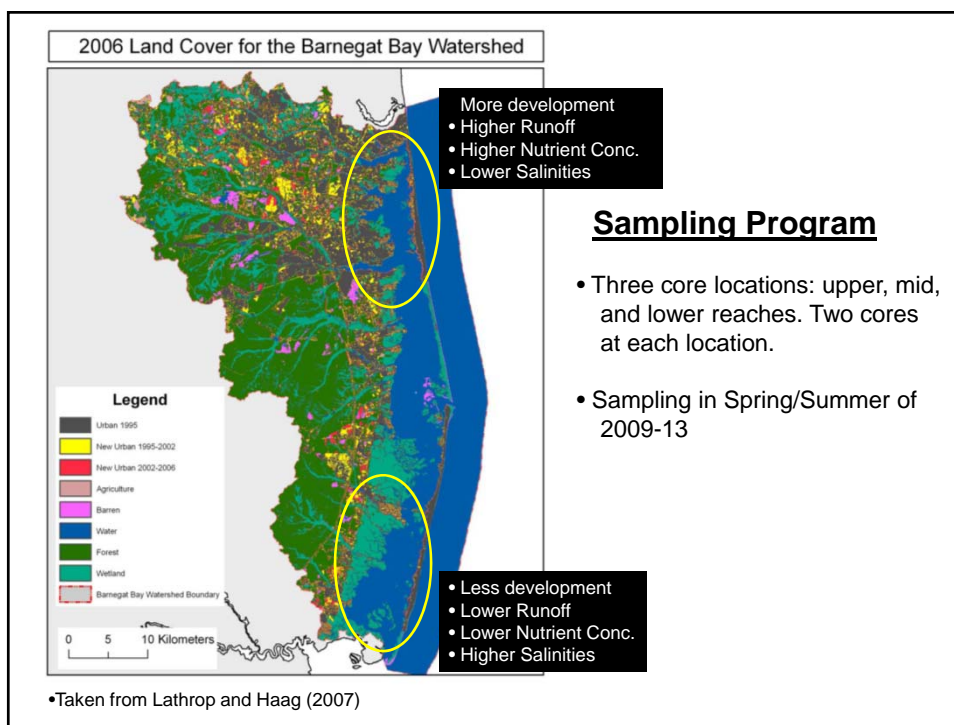 2006 Land Cover for the Barnegat Bay Watershed
More development
• Higher Runoff
• Higher Nutrient Conc.
• Lower Salinities
Sampling Program
• Three core locations: upper, mid,
and lower reaches. Two cores
at each location.
• Sampling in Spring/Summer of
2009-13
Legend
Urban 1995
New Urban 1995-2002
New Urban 2002-2006
Agriculture
Barren
Water
Forest
Wetland
Barnegat Bay Watershed Boundary
0 5 10 Kilometers
• Less development
• Lower Runoff
• Lower Nutrient Conc.
• Higher Salinities
•Taken from Lathrop and Haag (2007)